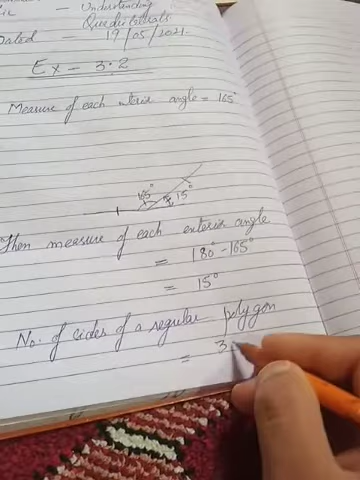 — Understanding
Quadrilaterals
Dated — 19/05/2021
Ex – 3.2
Measure of each interior angle = 165°
165° 15°
Then measure of each exterior angle
= 180° - 165°
= 15°
No. of sides of a regular polygon
= 3